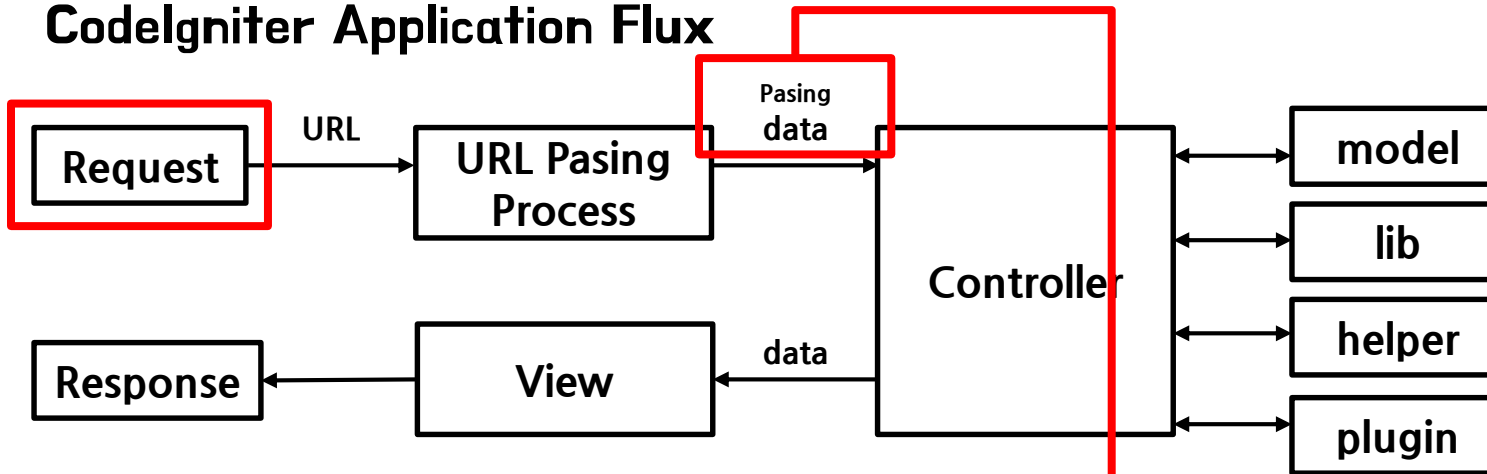 CodeIgniter Application Flux
Request
URL
URL Pasing
Process
Pasing
data
Controller
model
lib
helper
plugin
data
View
Response